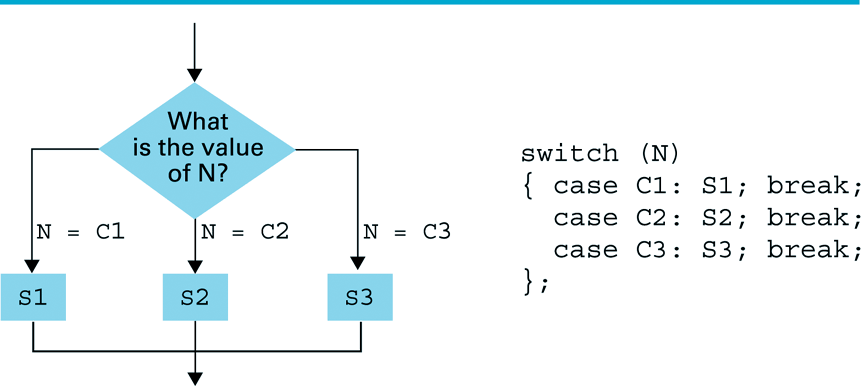 What
is the value
of N?
N = C1
N = C2
N = C3
S1
S2
S3
switch (N)
{ case C1: S1; break;
  case C2: S2; break;
  case C3: S3; break;
};